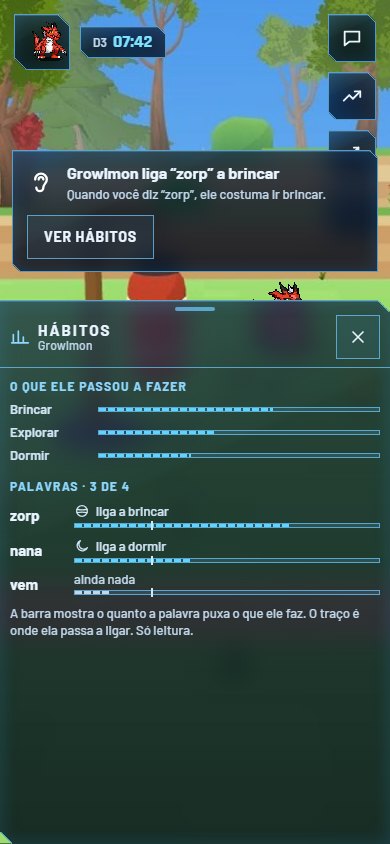 D3 07:42
Growlmon liga “zorp” a brincar
Quando você diz “zorp”, ele costuma ir brincar.
VER HÁBITOS
HÁBITOS
Growlmon
O QUE ELE PASSOU A FAZER
Brincar
Explorar
Dormir
PALAVRAS · 3 DE 4
zorp liga a brincar
nana liga a dormir
vem ainda nada
A barra mostra o quanto a palavra puxa o que ele faz. O traço é
onde ela passa a ligar. Só leitura.